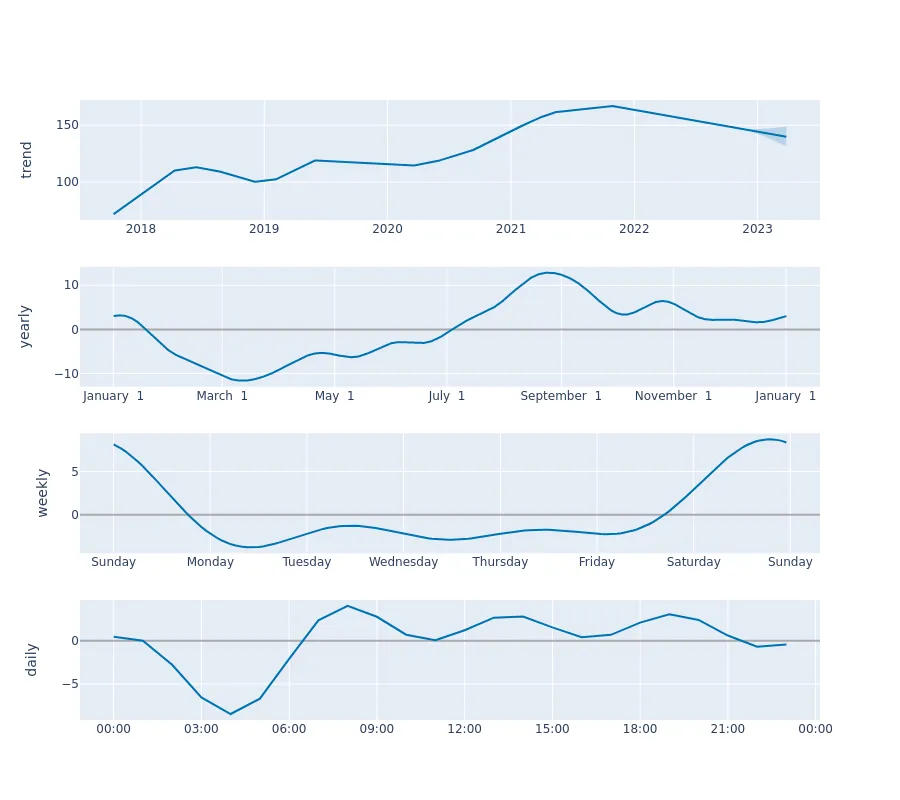 trend
150
100
2018 2019 2020 2021 2022 2023
yearly
10
0
−10
January 1 March 1 May 1 July 1 September 1 November 1 January 1
weekly
5
0
Sunday Monday Tuesday Wednesday Thursday Friday Saturday Sunday
daily
0
−5
00:00 03:00 06:00 09:00 12:00 15:00 18:00 21:00 00:00